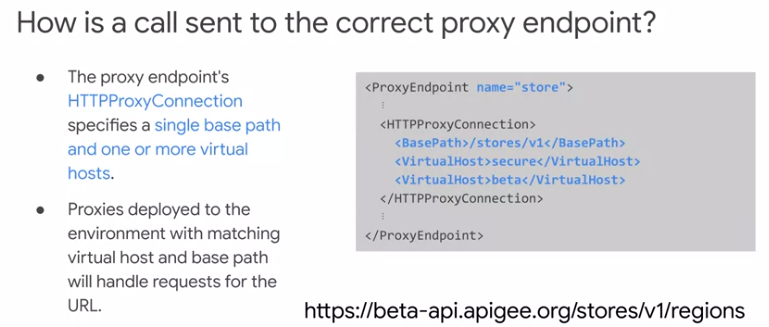 How is a call sent to the correct proxy endpoint?
● The proxy endpoint's
HTTPProxyConnection
specifies a single base path
and one or more virtual
hosts.
● Proxies deployed to the
environment with matching
virtual host and base path
will handle requests for the
URL.
<ProxyEndpoint name="store">
⋮
<HTTPProxyConnection>
<BasePath>/stores/v1</BasePath>
<VirtualHost>secure</VirtualHost>
<VirtualHost>beta</VirtualHost>
</HTTPProxyConnection>
⋮
</ProxyEndpoint>
https://beta-api.apigee.org/stores/v1/regions